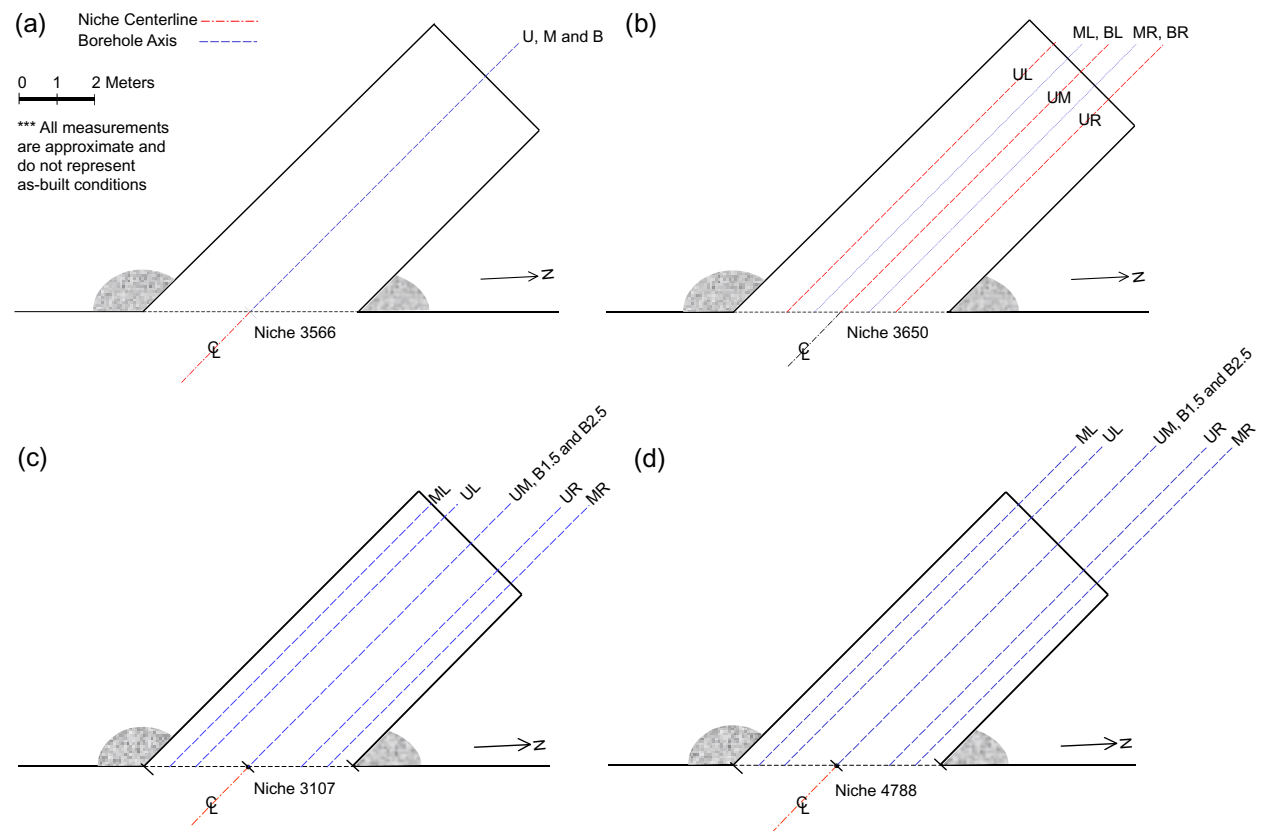 (a)
Niche Centerline
Borehole Axis
0 1 2 Meters
*** All measurements
are approximate and
do not represent
as-built conditions
U, M and B
N
Niche 3566
CL
(b)
ML, BL MR, BR
UL
UM
UR
N
Niche 3650
CL
(c)
ML
UL
UM, B1.5 and B2.5
UR
MR
N
Niche 3107
CL
(d)
ML
UL
UM, B1.5 and B2.5
UR
MR
N
Niche 4788
CL